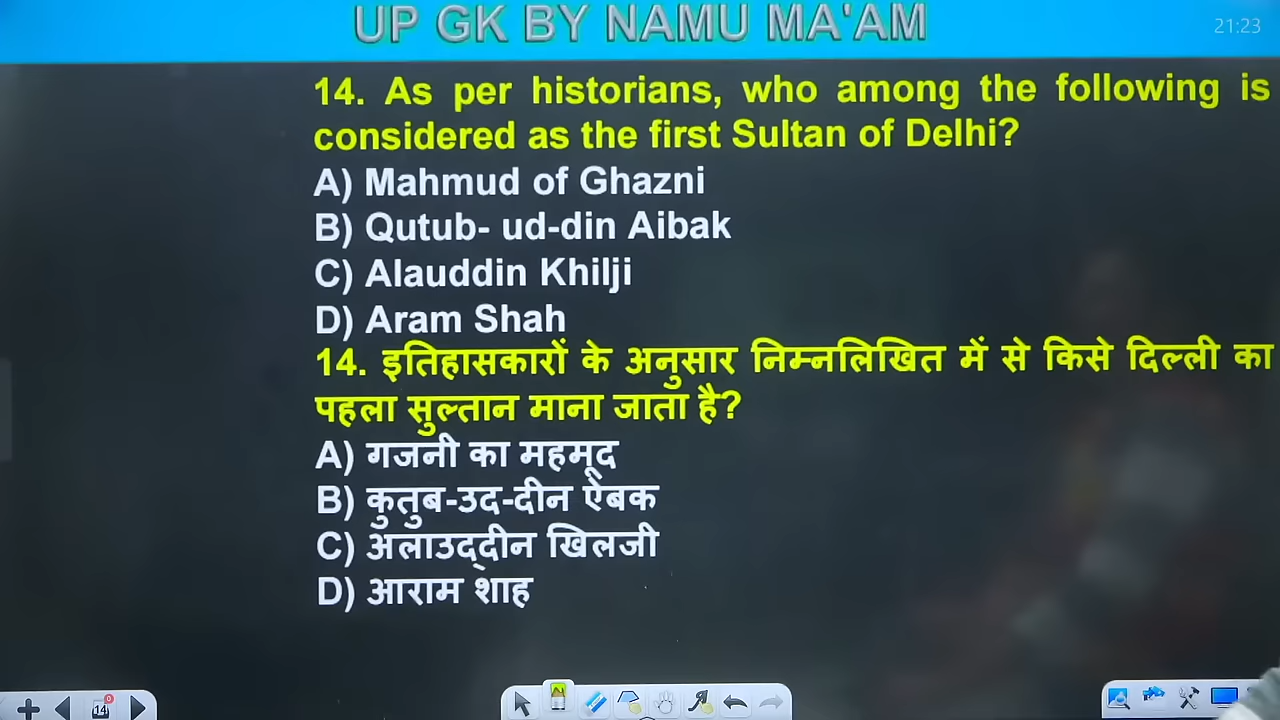 UP GK BY NAMU MA'AM
21:23
14. As per historians, who among the following is
considered as the first Sultan of Delhi?
A) Mahmud of Ghazni
B) Qutub- ud-din Aibak
C) Alauddin Khilji
D) Aram Shah
14. इतिहासकारों के अनुसार निम्नलिखित में से किसे दिल्ली का
पहला सुल्तान माना जाता है?
A) गजनी का महमूद
B) कुतुब-उद-दीन ऐबक
C) अलाउद्दीन खिलजी
D) आराम शाह
14